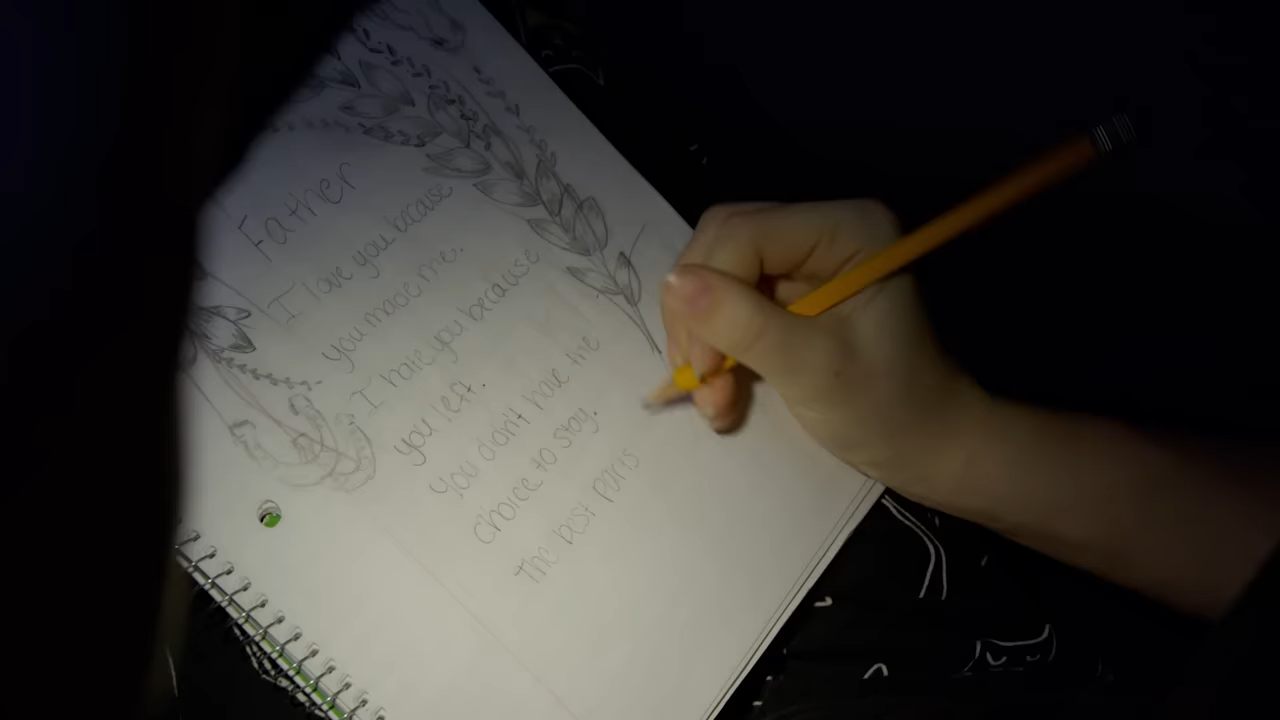 Father
I love you because
you made me.
I hate you because
you left.
You didn't have the
choice to stay.
The best parts